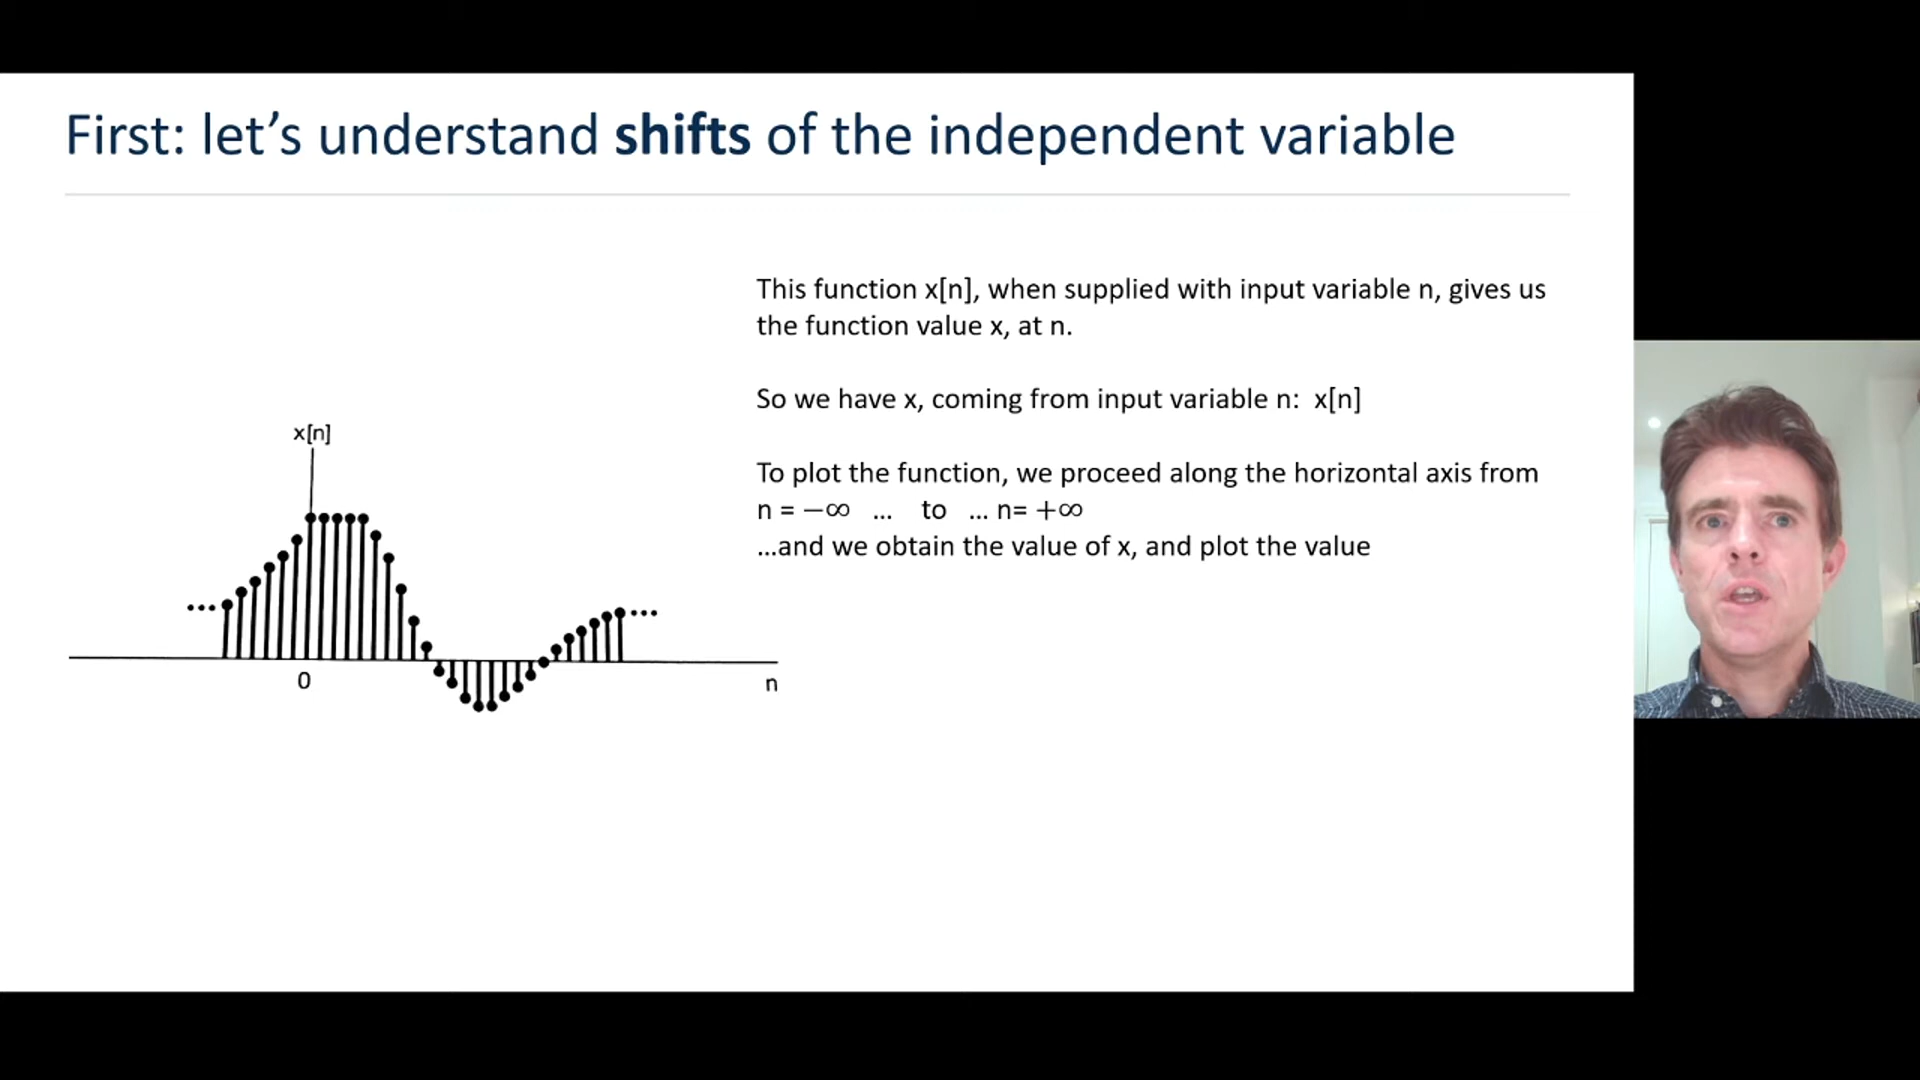 First: let’s understand shifts of the independent variable
This function x[n], when supplied with input variable n, gives us
the function value x, at n.
So we have x, coming from input variable n: x[n]
To plot the function, we proceed along the horizontal axis from
n = −∞ ... to ... n= +∞
...and we obtain the value of x, and plot the value
x[n]
0
n